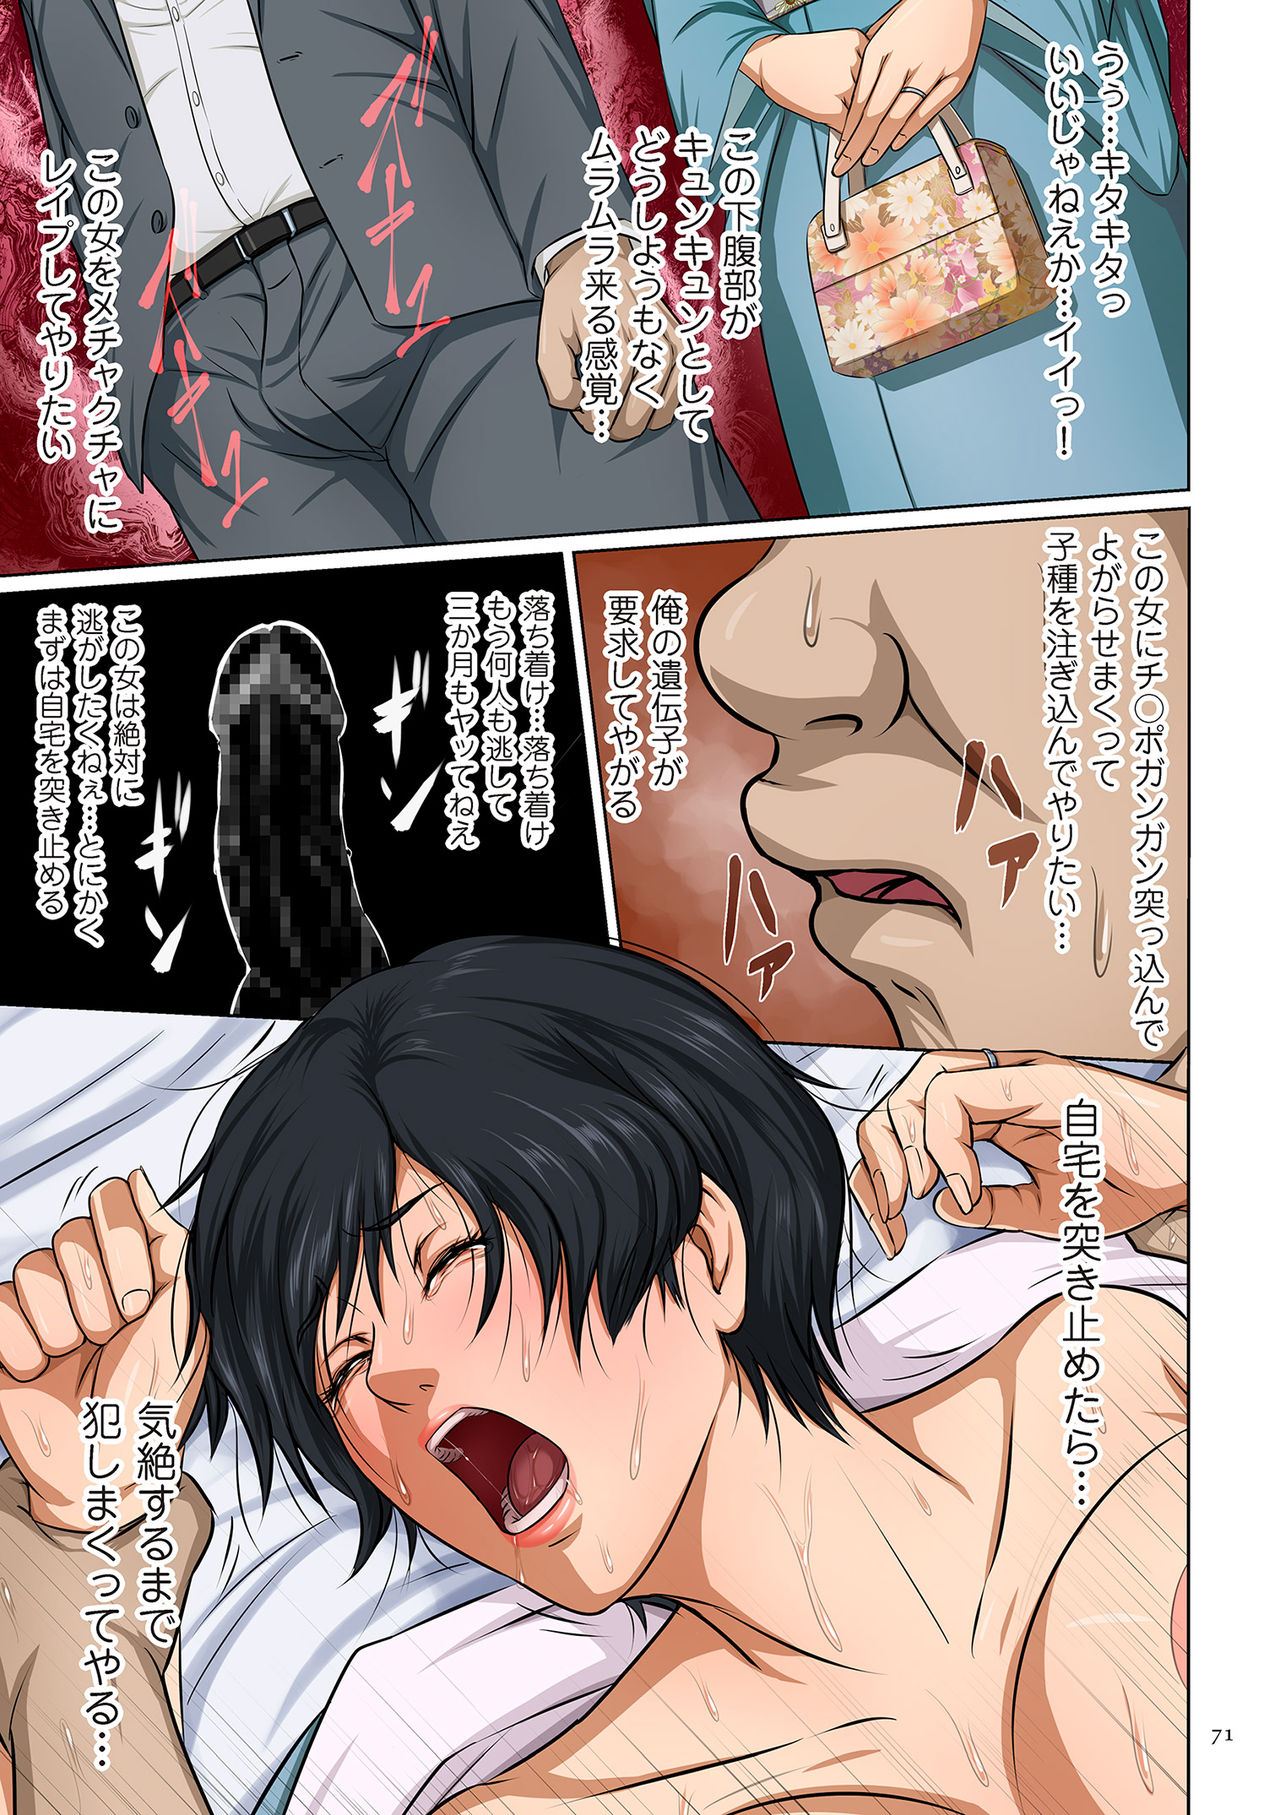 うぅ…キタキタっ
いいじゃねえか…イイっ！
この下腹部が
キュンキュンとして
どうしようもなく
ムラムラ来る感覚…
ズギュ
ズギュ
この女をメチャクチャに
レイプしてやりたい
この女にチ〇ポガンガン突っ込んで
よがらせまくって
子種を注ぎ込んでやりたい…
ハァ
ハァ
俺の遺伝子が
要求してやがる
落ち着け…落ち着け
もう何人も逃して
三か月もヤッてねえ
ギン
ギン
この女は絶対に
逃がしたくねぇ…とにかく
まずは自宅を突き止める
自宅を突き止めたら…
気絶するまで
犯しまくってやる…
71